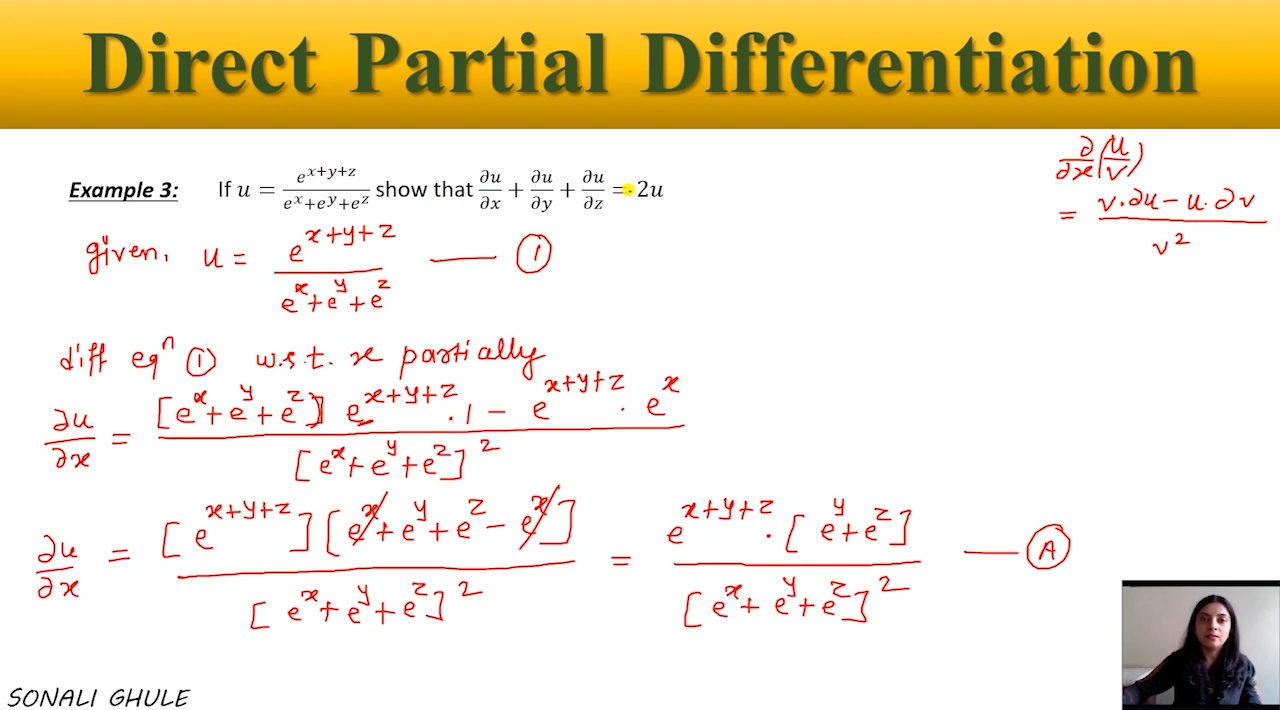 Direct Partial Differentiation
Example 3: If u = e^{x+y+z} / (e^x + e^y + e^z) show that ∂u/∂x + ∂u/∂y + ∂u/∂z = 2u
∂/∂x (u/v)
= (v·∂u − u·∂v) / v²
given, u = e^{x+y+z} / (e^x + e^y + e^z) —— ①
diff eqⁿ ① w.r.t. x partially
∂u/∂x = ([e^x + e^y + e^z] e^{x+y+z} · 1 − e^{x+y+z} · e^x) / [e^x + e^y + e^z]²
∂u/∂x = [e^{x+y+z}][e^x + e^y + e^z − e^x] / [e^x + e^y + e^z]² = e^{x+y+z} · [e^y + e^z] / [e^x + e^y + e^z]² —— Ⓐ
SONALI GHULE